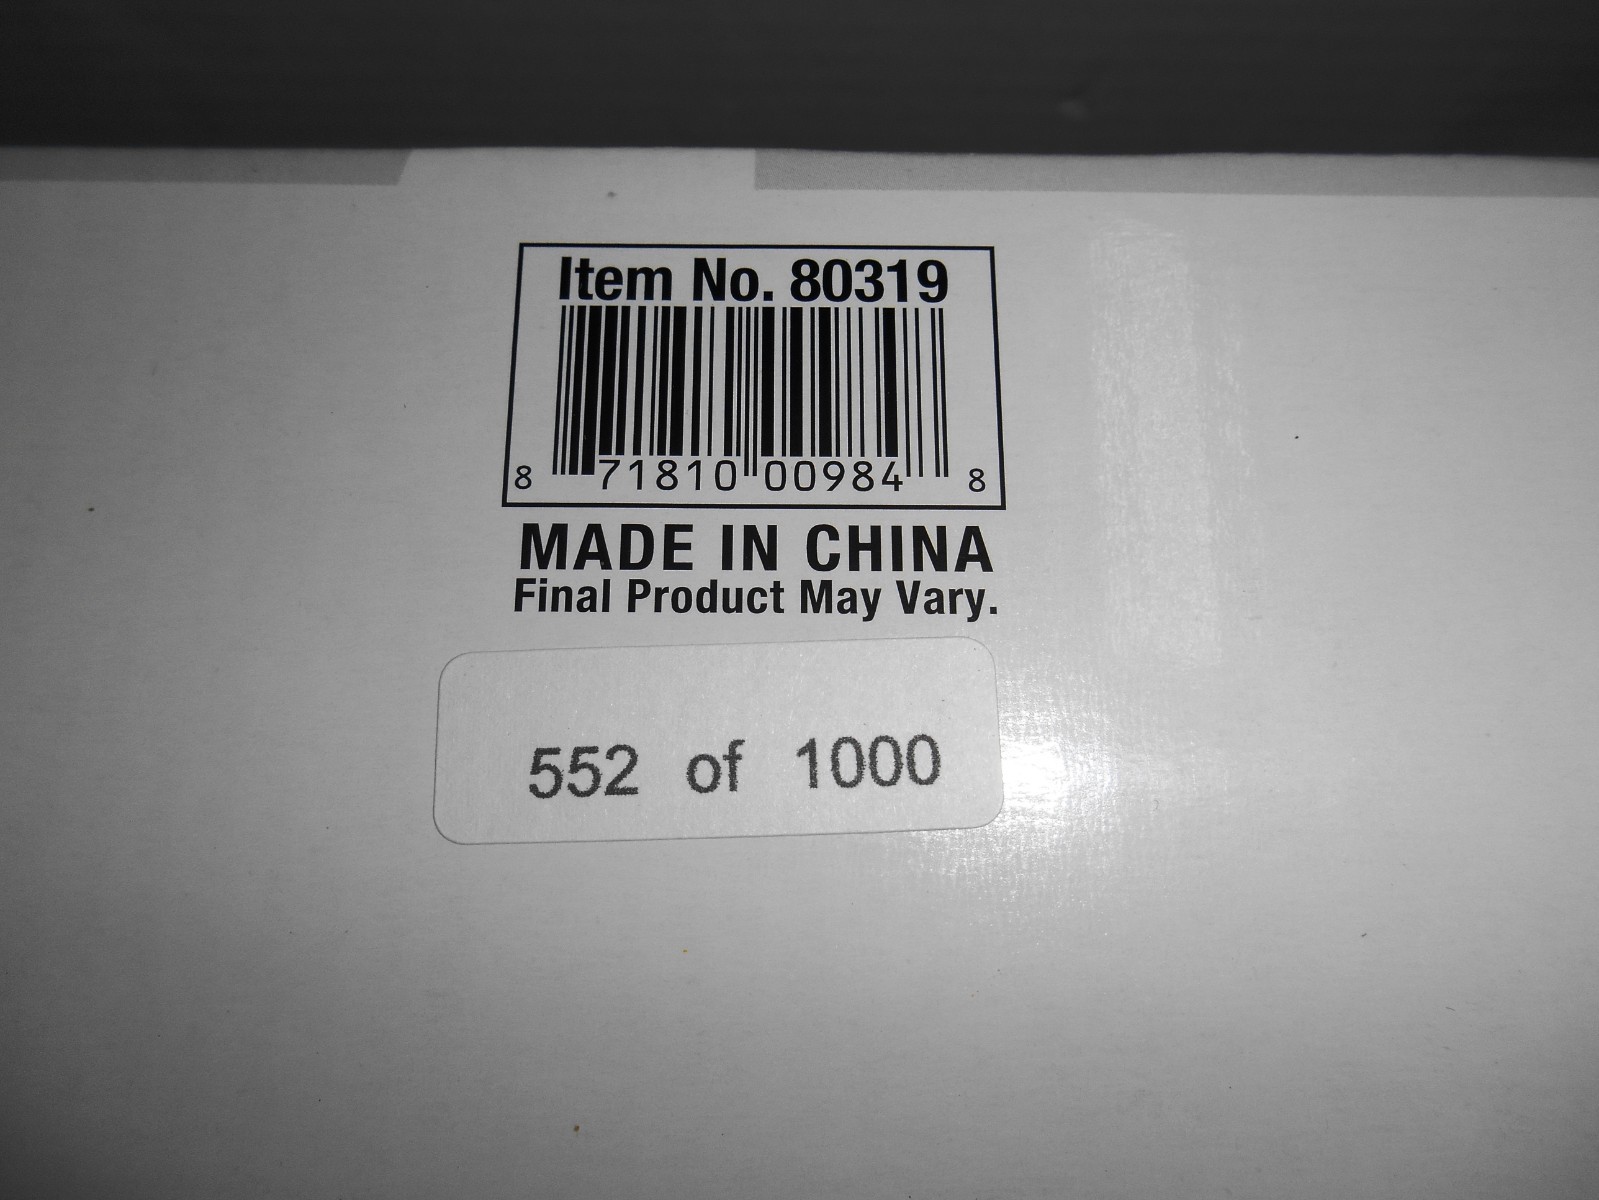 Item No. 80319
8 71810 00984 8
MADE IN CHINA
Final Product May Vary.
552 of 1000